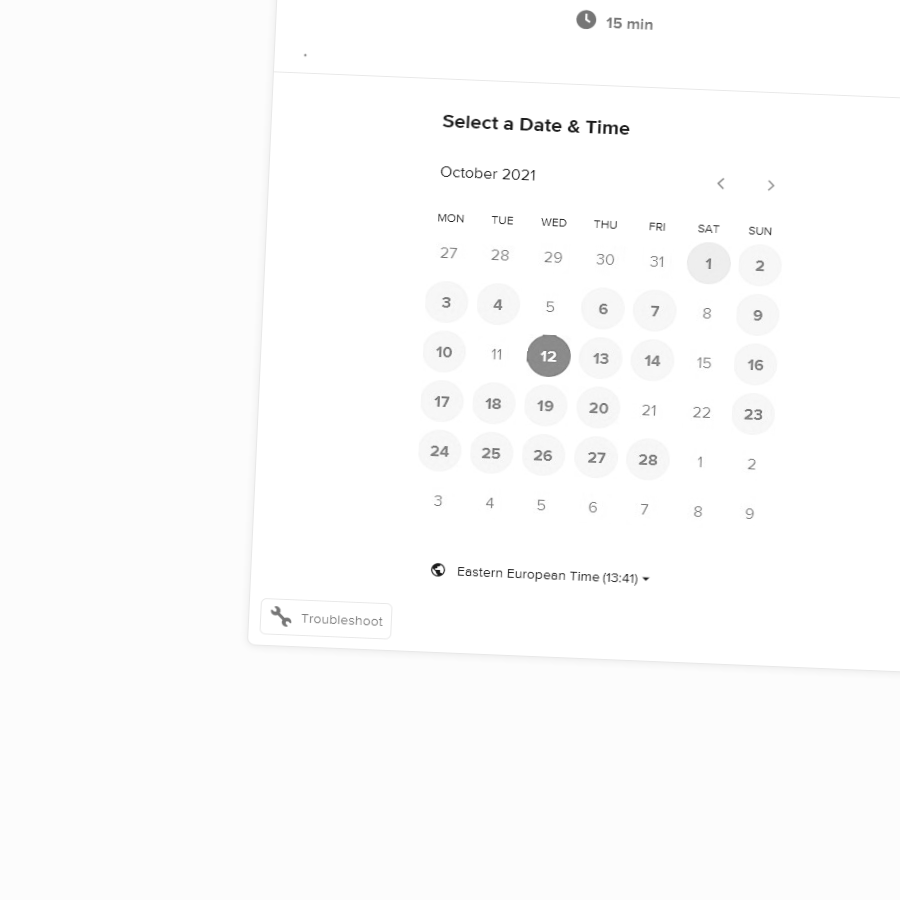 15 min
.
Select a Date & Time
October 2021
MON TUE WED THU FRI SAT SUN
27 28 29 30 31 1 2
3 4 5 6 7 8 9
10 11 12 13 14 15 16
17 18 19 20 21 22 23
24 25 26 27 28 1 2
3 4 5 6 7 8 9
Eastern European Time (13:41)
Troubleshoot